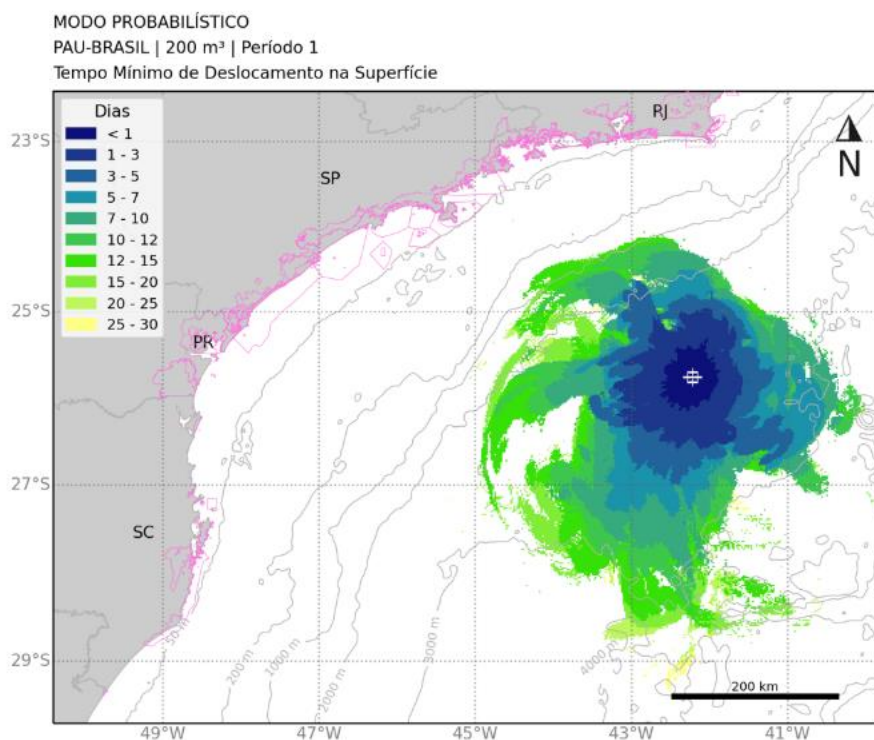 MODO PROBABILÍSTICO
PAU-BRASIL | 200 m³ | Período 1
Tempo Mínimo de Deslocamento na Superfície
Dias
< 1
1 - 3
3 - 5
5 - 7
7 - 10
10 - 12
12 - 15
15 - 20
20 - 25
25 - 30
RJ
N
SP
PR
SC
23°S
25°S
27°S
29°S
50 m
200 m
1000 m
2000 m
3000 m
4000 m
200 km
49°W
47°W
45°W
43°W
41°W